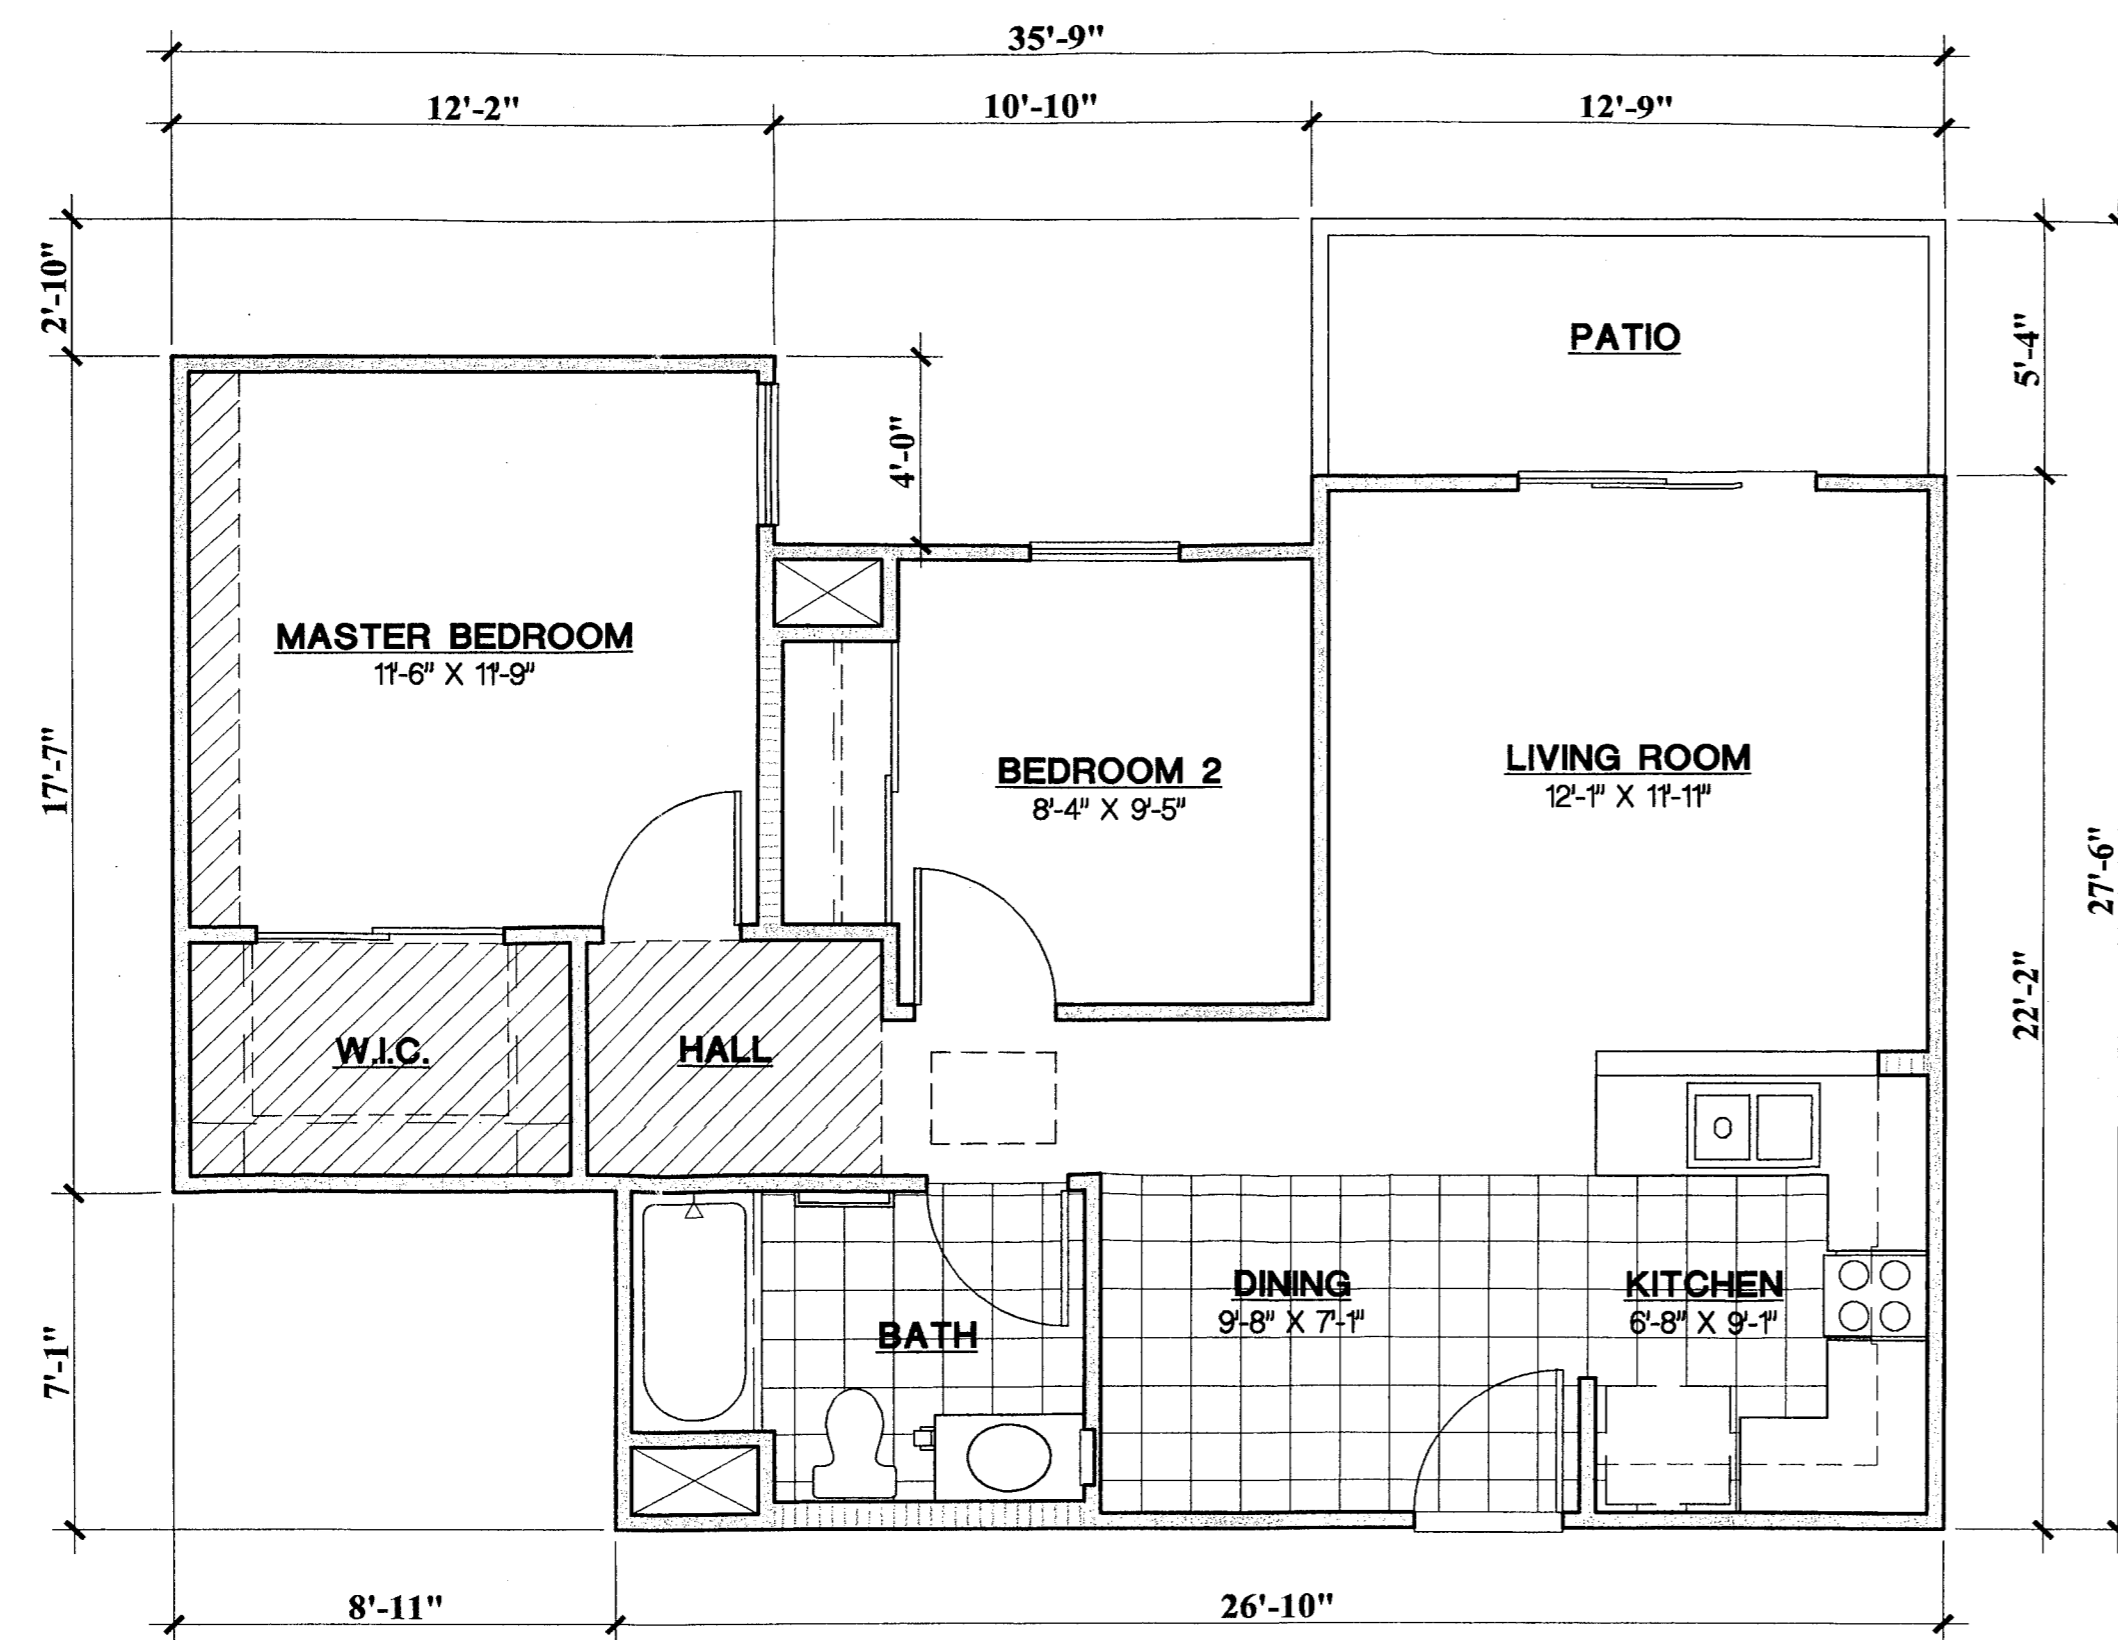 35'-9"
12'-2"
10'-10"
12'-9"
2'-10"
PATIO
5'-4"
4'-0"
MASTER BEDROOM
11'-6" X 11'-9"
17'-7"
BEDROOM 2
8'-4" X 9'-5"
LIVING ROOM
12'-1" X 11'-11"
27'-6"
22'-2"
W.I.C.
HALL
DINING
9'-8" X 7'-1"
KITCHEN
6'-8" X 9'-1"
BATH
7'-1"
8'-11"
26'-10"